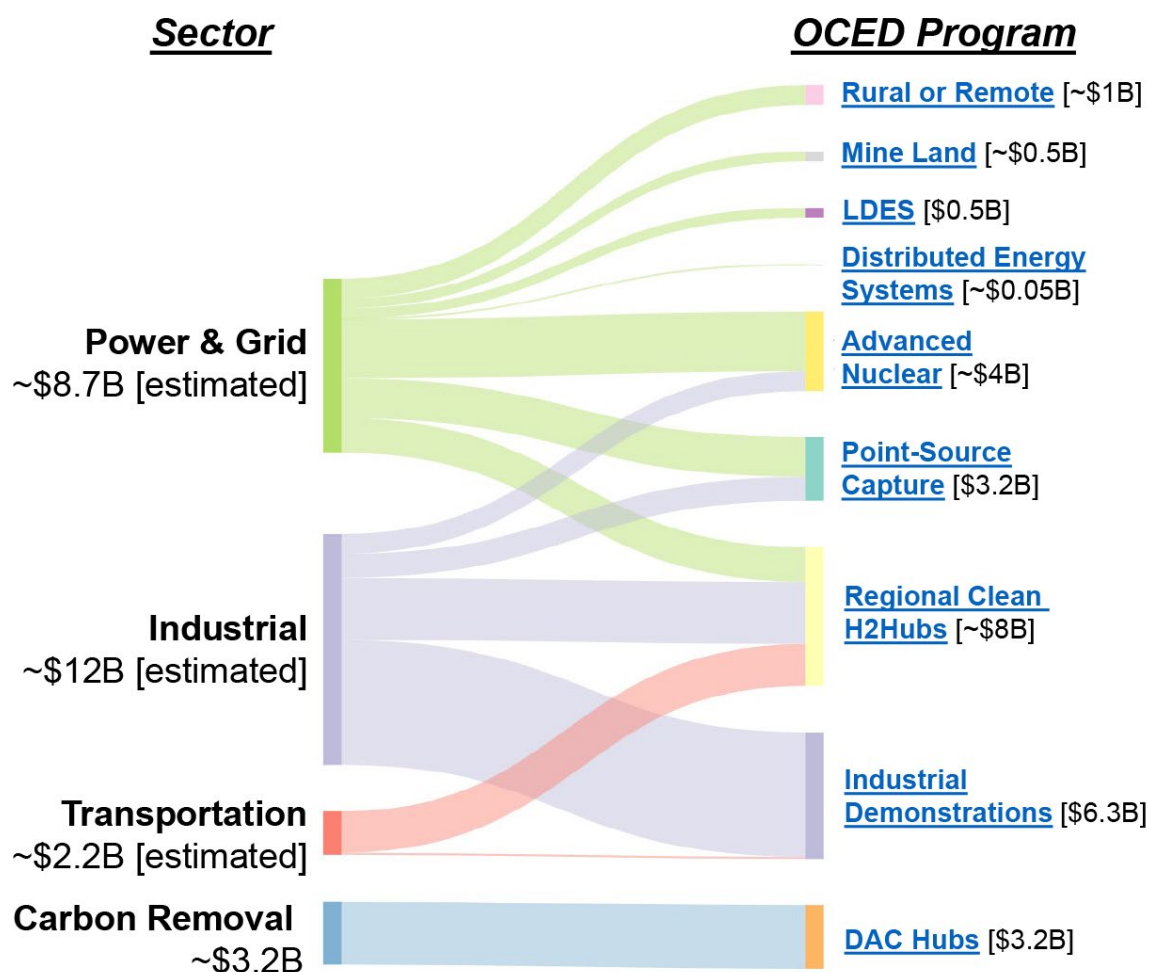 Sector
OCED Program
Rural or Remote [~$1B]
Mine Land [~$0.5B]
LDES [$0.5B]
Distributed Energy
Systems [~$0.05B]
Power & Grid
~$8.7B [estimated]
Advanced
Nuclear [~$4B]
Point-Source
Capture [$3.2B]
Industrial
~$12B [estimated]
Regional Clean
H2Hubs [~$8B]
Transportation
~$2.2B [estimated]
Industrial
Demonstrations [$6.3B]
Carbon Removal
~$3.2B
DAC Hubs [$3.2B]